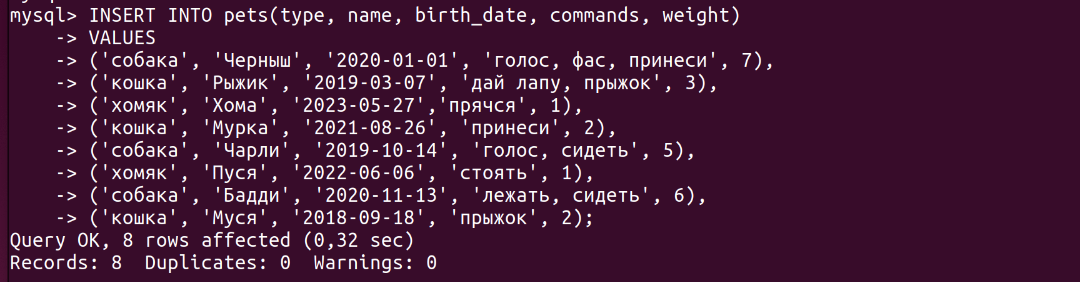 mysql> INSERT INTO pets(type, name, birth_date, commands, weight)
    -> VALUES
    -> ('собака', 'Черныш', '2020-01-01', 'голос, фас, принеси', 7),
    -> ('кошка', 'Рыжик', '2019-03-07', 'дай лапу, прыжок', 3),
    -> ('хомяк', 'Хома', '2023-05-27','прячся', 1),
    -> ('кошка', 'Мурка', '2021-08-26', 'принеси', 2),
    -> ('собака', 'Чарли', '2019-10-14', 'голос, сидеть', 5),
    -> ('хомяк', 'Пуся', '2022-06-06', 'стоять', 1),
    -> ('собака', 'Бадди', '2020-11-13', 'лежать, сидеть', 6),
    -> ('кошка', 'Муся', '2018-09-18', 'прыжок', 2);
Query OK, 8 rows affected (0,32 sec)
Records: 8  Duplicates: 0  Warnings: 0